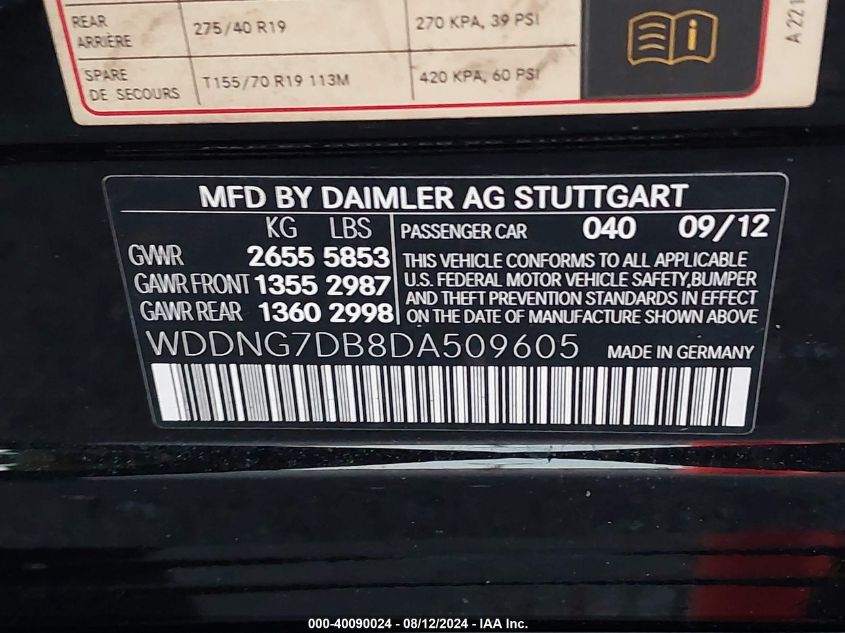 REAR
ARRIÈRE 275/40 R19 270 KPA, 39 PSI
SPARE
DE SECOURS T155/70 R19 113M 420 KPA, 60 PSI
A 221
MFD BY DAIMLER AG STUTTGART
KG LBS PASSENGER CAR 040 09/12
GVWR 2655 5853 THIS VEHICLE CONFORMS TO ALL APPLICABLE
GAWR FRONT 1355 2987 U.S. FEDERAL MOTOR VEHICLE SAFETY,BUMPER
AND THEFT PREVENTION STANDARDS IN EFFECT
GAWR REAR 1360 2998 ON THE DATE OF MANUFACTURE SHOWN ABOVE
WDDNG7DB8DA509605 MADE IN GERMANY
000-40090024 - 08/12/2024 - IAA Inc.